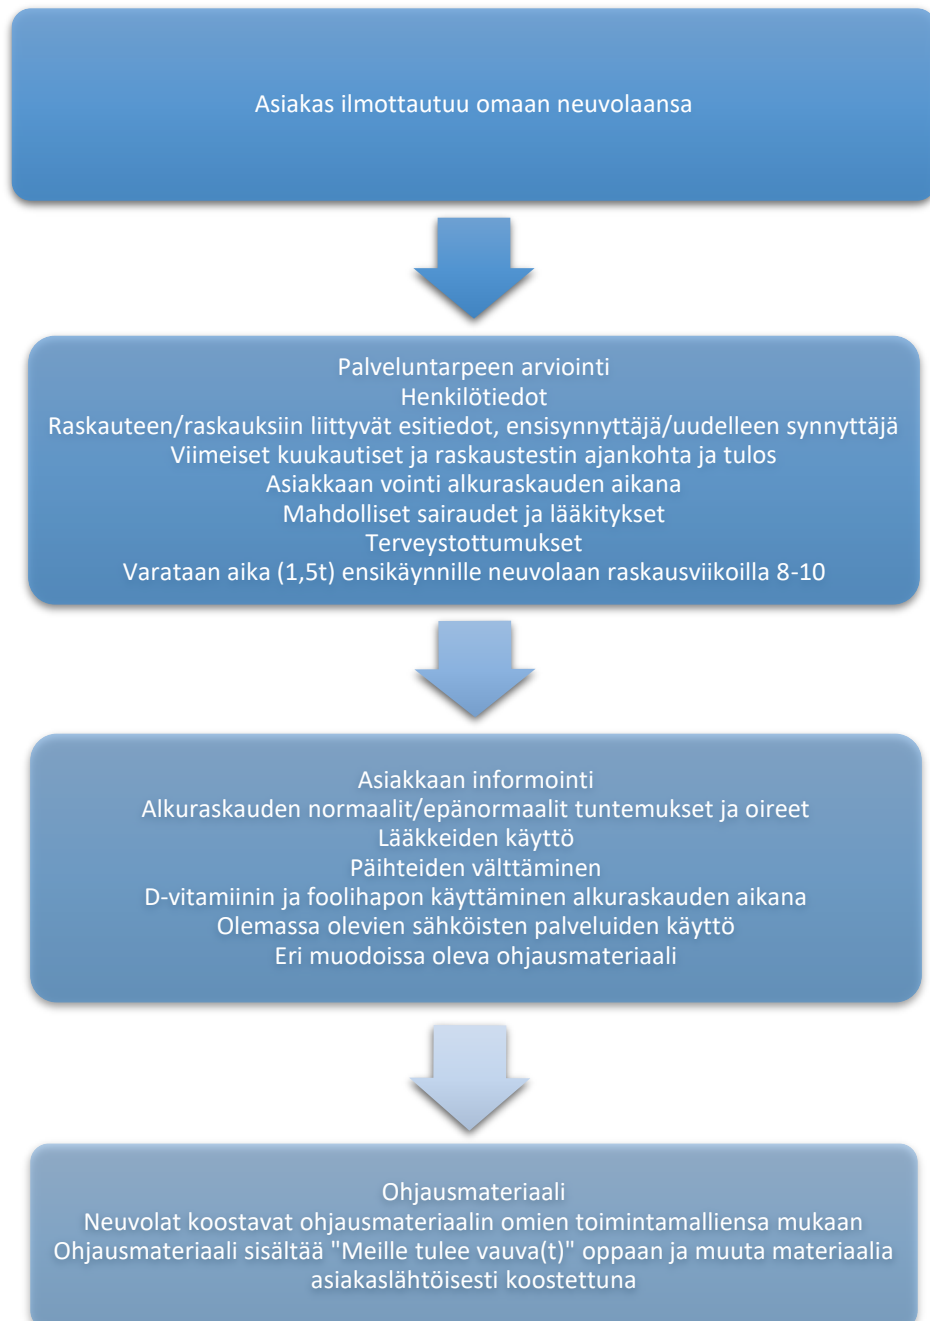 Asiakas ilmottautuu omaan neuvolaansa
Palveluntarpeen arviointi
Henkilötiedot
Raskauteen/raskauksiin liittyvät esitiedot, ensisynnyttäjä/uudelleen synnyttäjä
Viimeiset kuukautiset ja raskaustestin ajankohta ja tulos
Asiakkaan vointi alkuraskauden aikana
Mahdolliset sairaudet ja lääkitykset
Terveystottumukset
Varataan aika (1,5t) ensikäynnille neuvolaan raskausviikoilla 8-10
Asiakkaan informointi
Alkuraskauden normaalit/epänormaalit tuntemukset ja oireet
Lääkkeiden käyttö
Päihteiden välttäminen
D-vitamiinin ja foolihapon käyttäminen alkuraskauden aikana
Olemassa olevien sähköisten palveluiden käyttö
Eri muodoissa oleva ohjausmateriaali
Ohjausmateriaali
Neuvolat koostavat ohjausmateriaalin omien toimintamalliensa mukaan
Ohjausmateriaali sisältää "Meille tulee vauva(t)" oppaan ja muuta materiaalia
asiakaslähtöisesti koostettuna